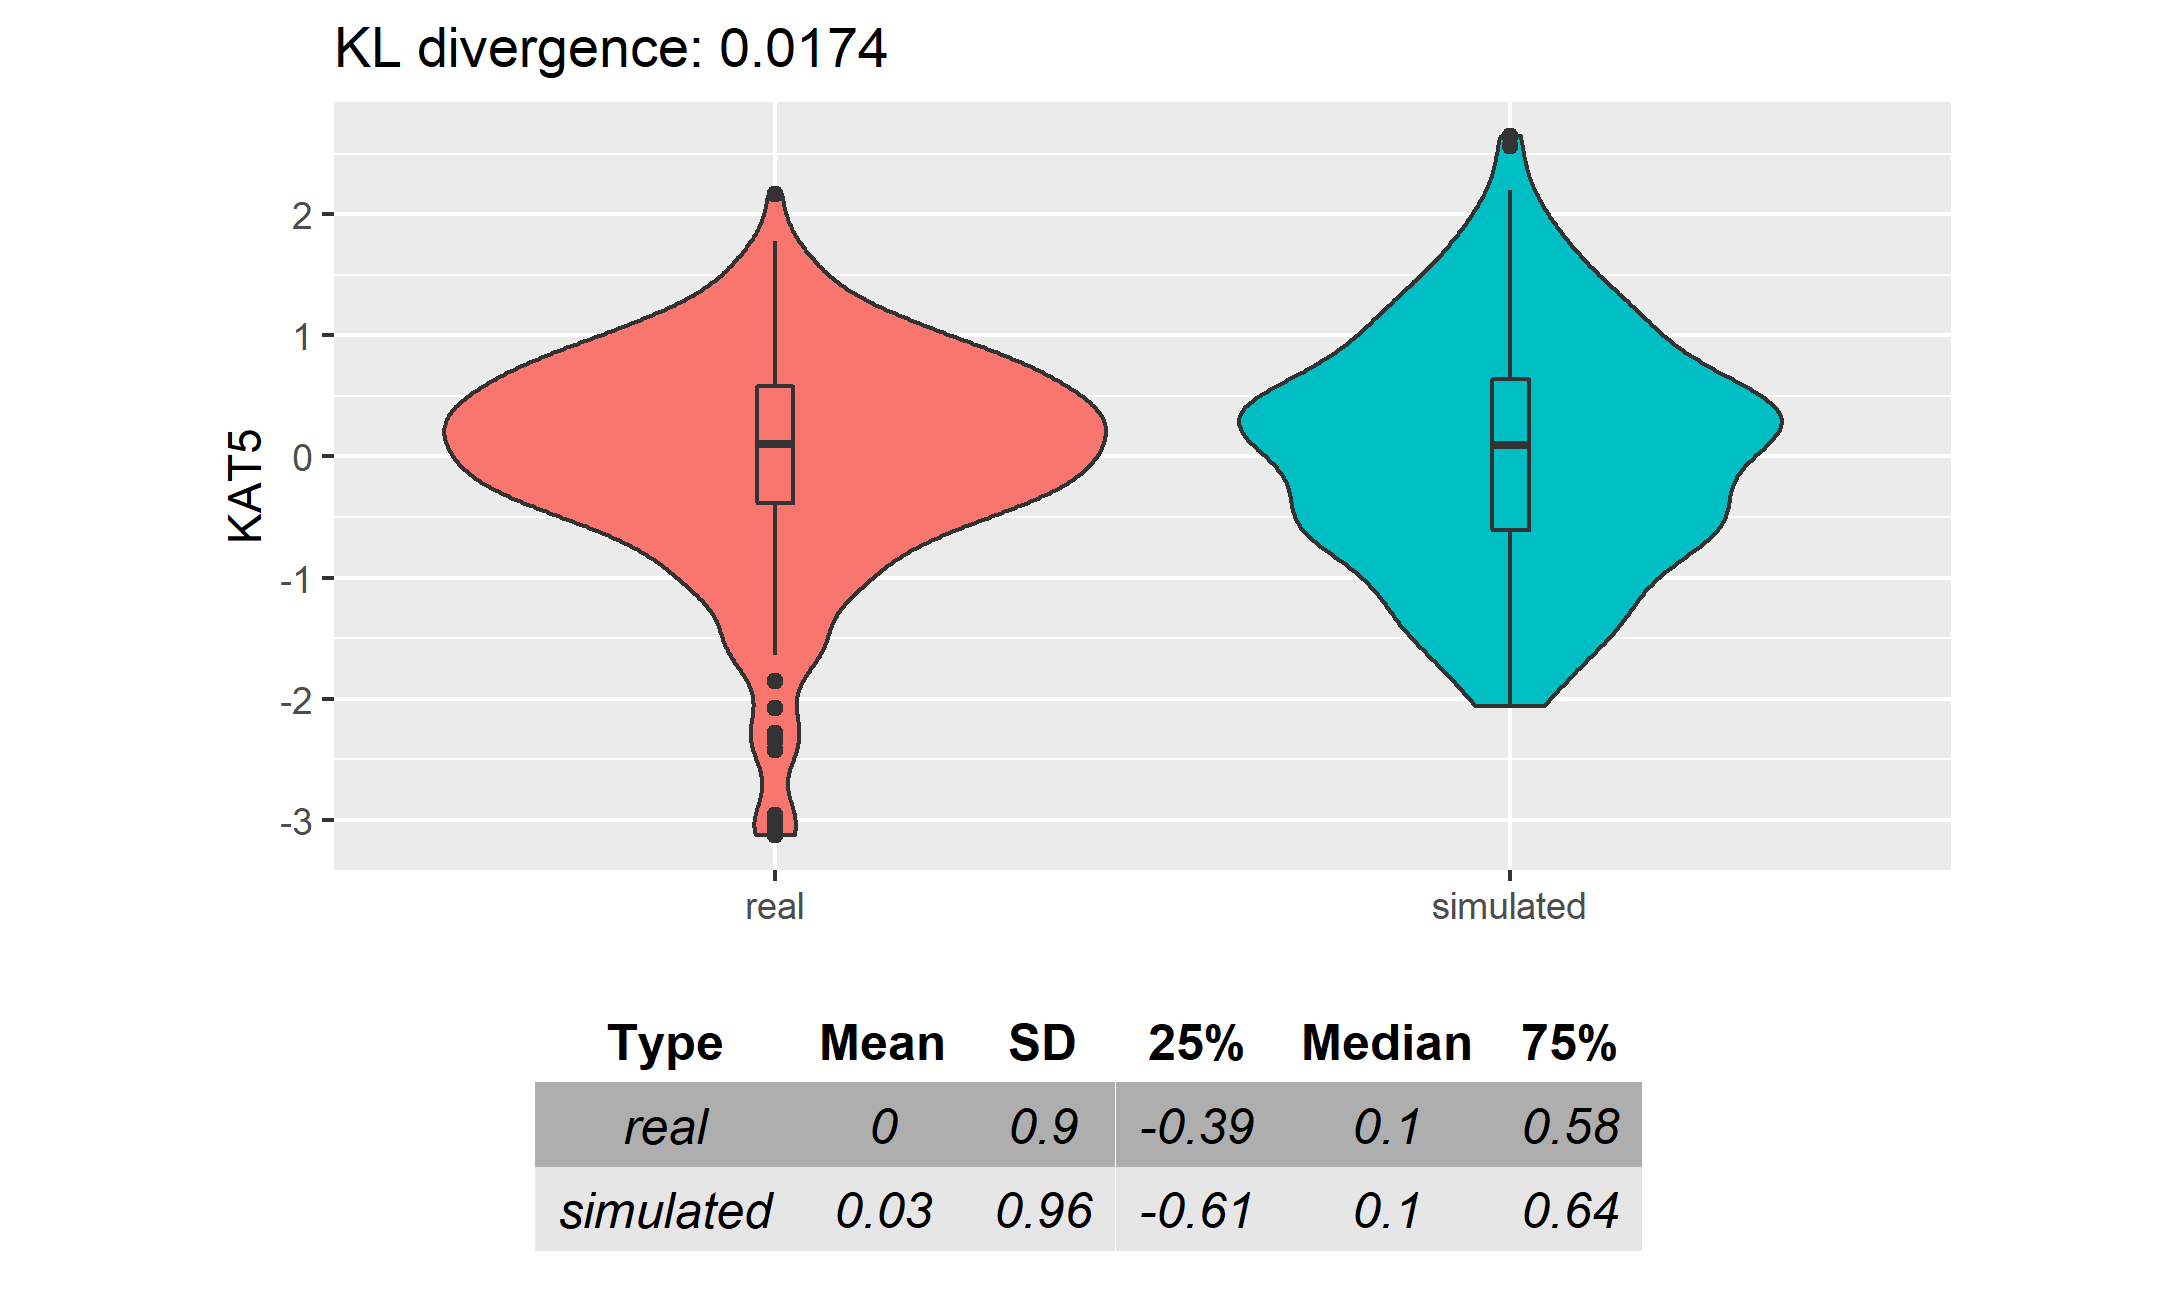 KL divergence: 0.0174
KAT5
2
1
0
-1
-2
-3
real simulated
Type Mean SD 25% Median 75%
real 0 0.9 -0.39 0.1 0.58
simulated 0.03 0.96 -0.61 0.1 0.64